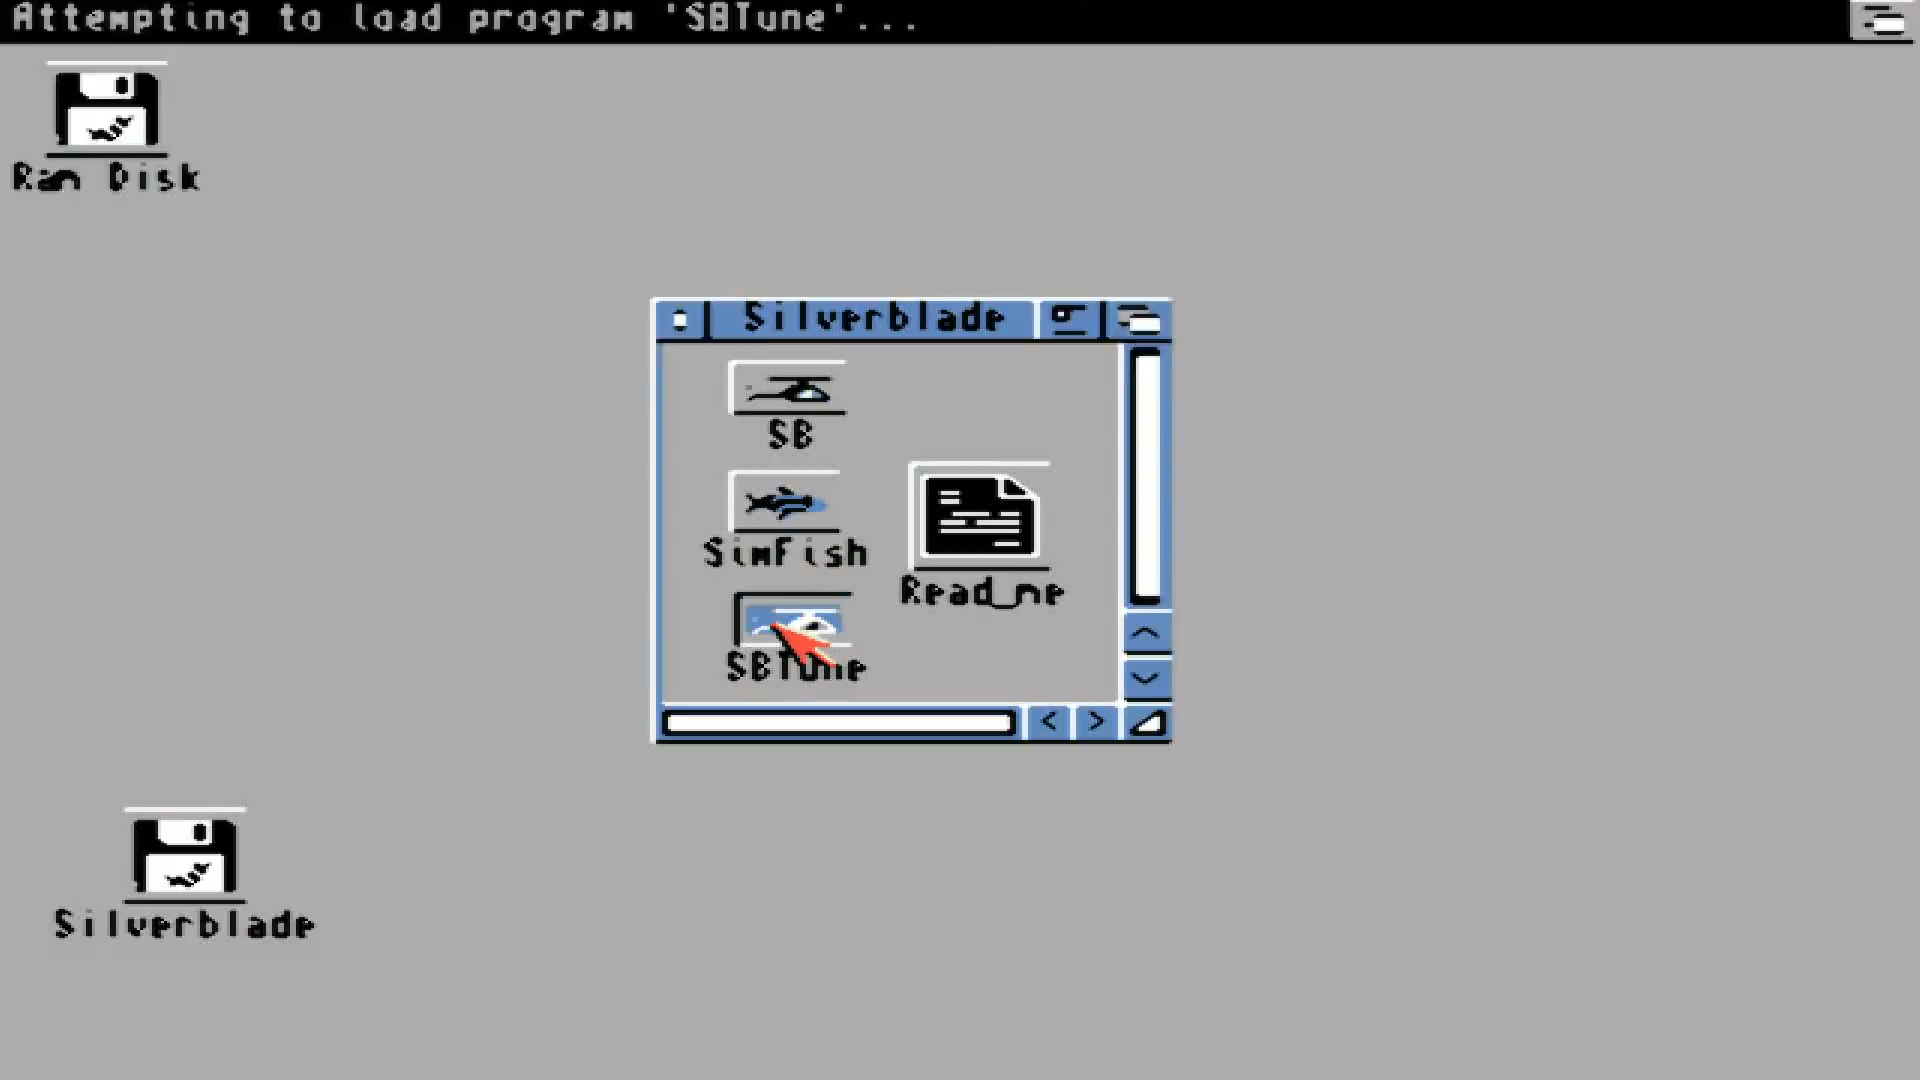 Attempting to load program 'SBTune'...
Ram Disk
Silverblade
SB
SimFish
Read_me
SBTune
Silverblade